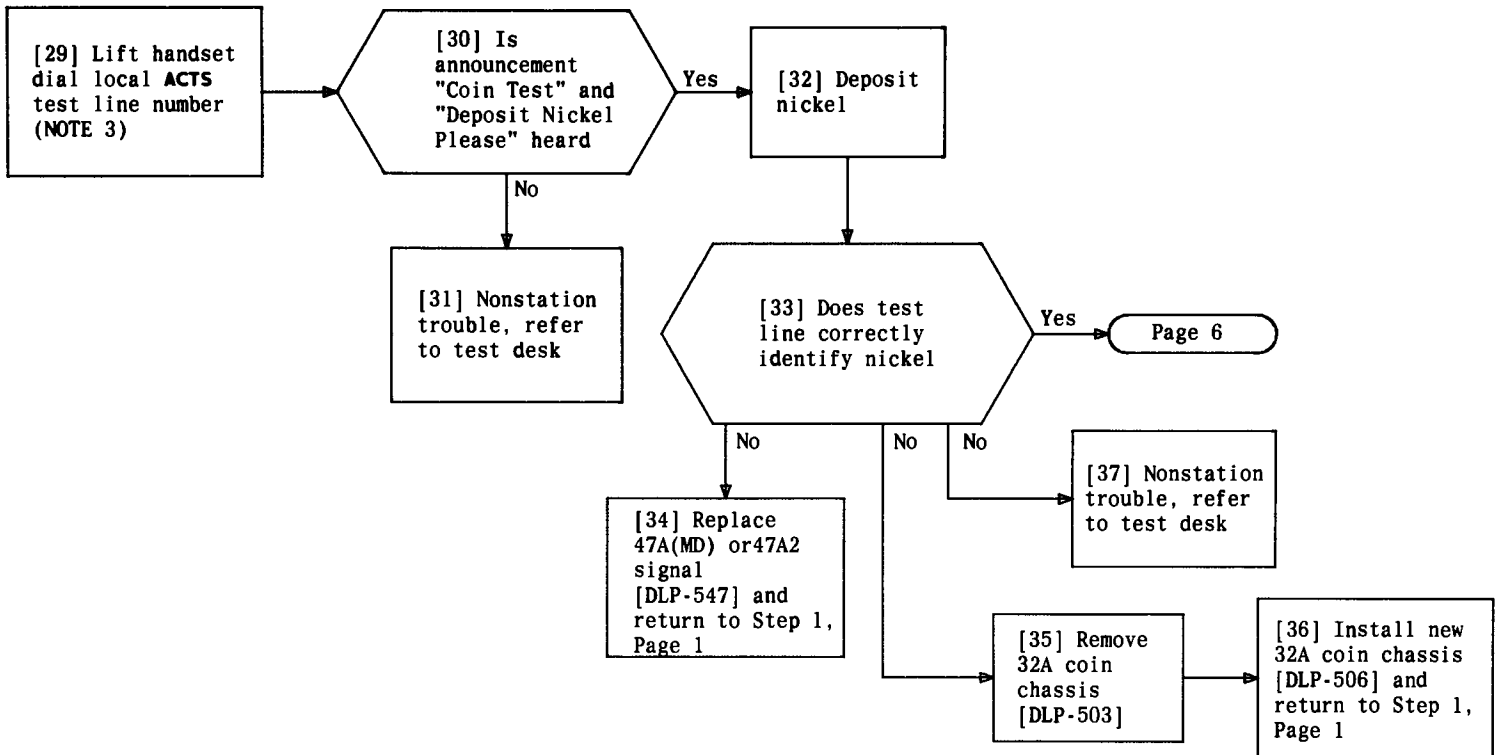 [29] Lift handset
dial local ACTS
test line number
(NOTE 3)
[30] Is
announcement
"Coin Test" and
"Deposit Nickel
Please" heard
Yes
[32] Deposit
nickel
No
[31] Nonstation
trouble, refer
to test desk
[33] Does test
line correctly
identify nickel
Yes
Page 6
No
No
No
[34] Replace
47A(MD) or47A2
signal
[DLP-547] and
return to Step 1,
Page 1
[37] Nonstation
trouble, refer
to test desk
[35] Remove
32A coin
chassis
[DLP-503]
[36] Install new
32A coin chassis
[DLP-506] and
return to Step 1,
Page 1